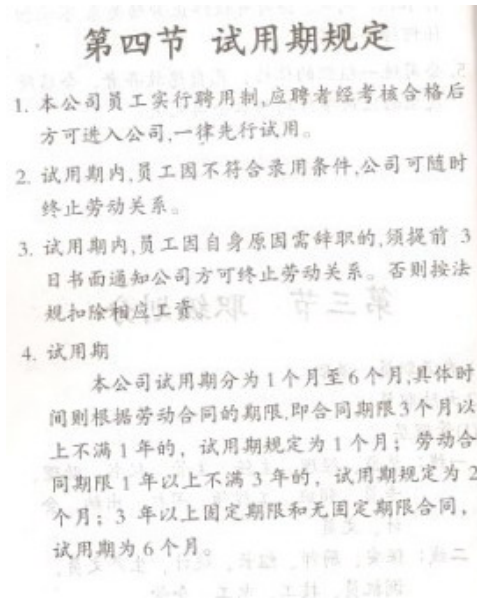 第四节 试用期规定
1. 本公司员工实行聘用制,应聘者经考核合格后
方可进入公司,一律先行试用。
2. 试用期内,员工因不符合录用条件,公司可随时
终止劳动关系。
3. 试用期内,员工因自身原因需辞职的,须提前 3
日书面通知公司方可终止劳动关系。否则按法
规扣除相应工资。
4. 试用期
本公司试用期分为1个月至6个月,具体时
间则根据劳动合同的期限,即合同期限3个月以
上不满1年的，试用期规定为1个月；劳动合
同期限1年以上不满3年的，试用期规定为2
个月；3年以上固定期限和无固定期限合同，
试用期为6个月。